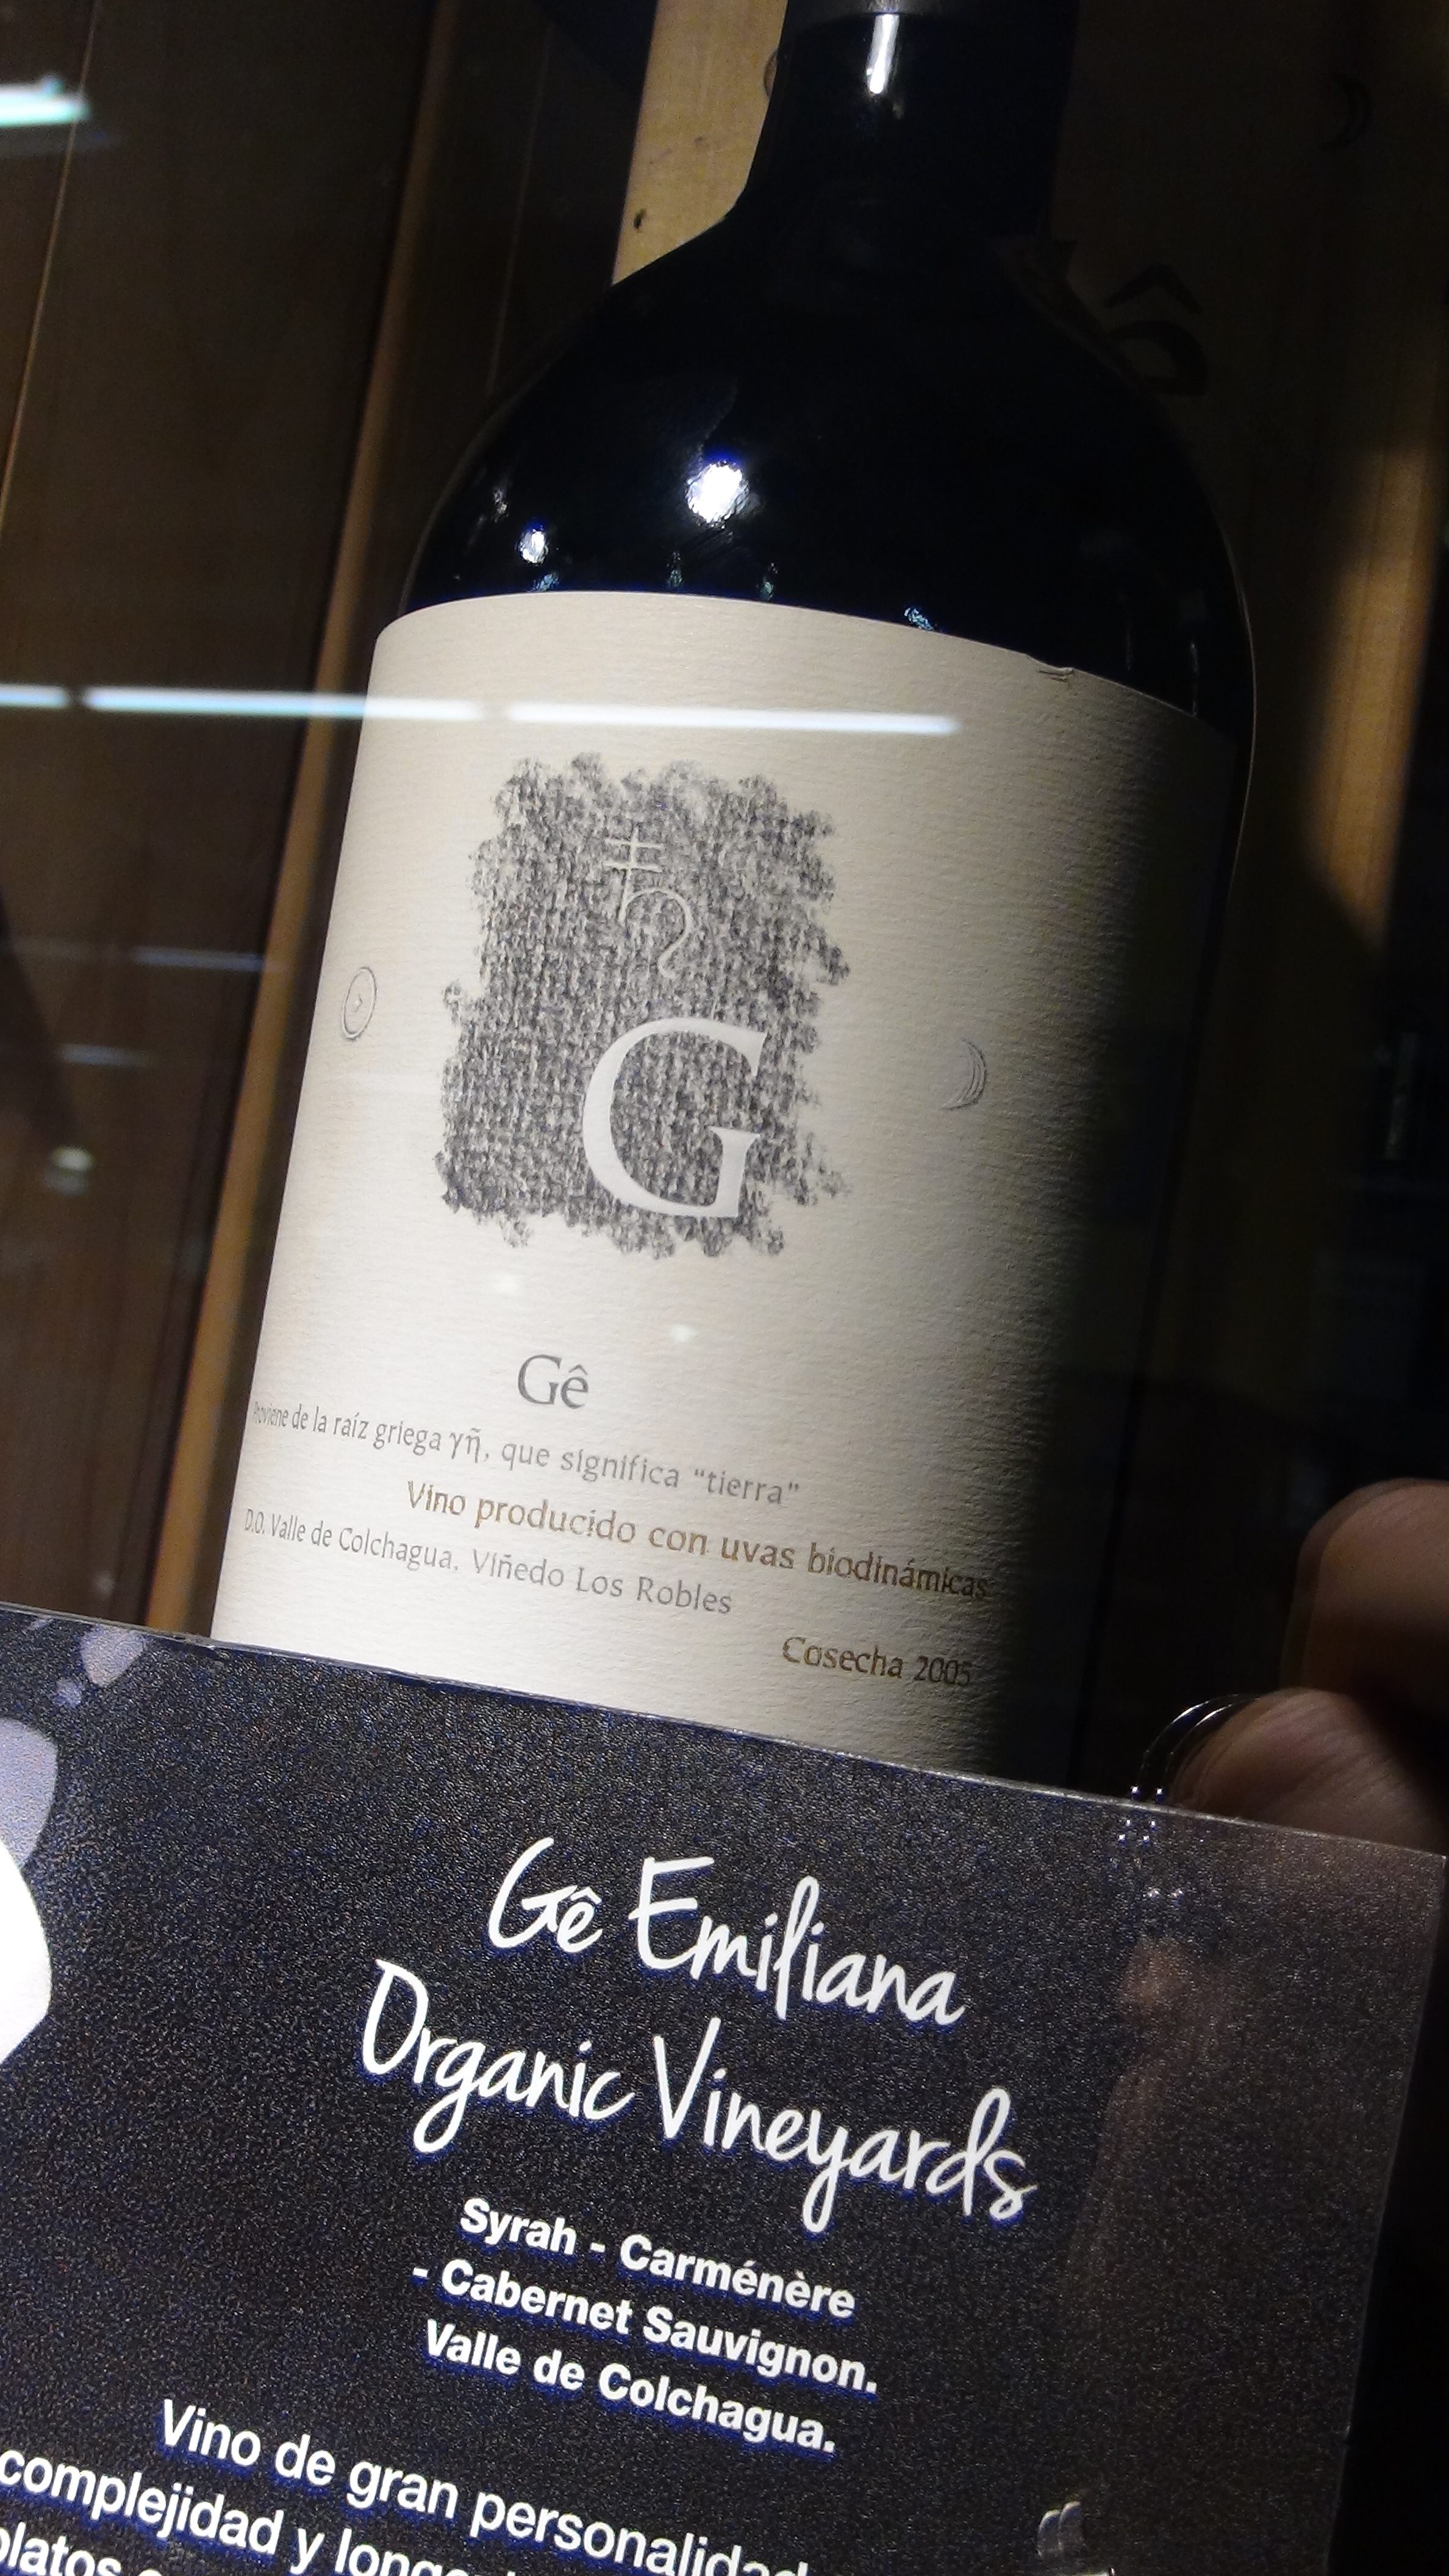 G
Gê
Proviene de la raíz griega γῆ, que significa "tierra"
Vino producido con uvas biodinámicas
D.O. Valle de Colchagua. Viñedo Los Robles
Cosecha 2005
Gê Emiliana
Organic Vineyards
Syrah - Carménère
- Cabernet Sauvignon.
Valle de Colchagua.
Vino de gran personalidad
complejidad y
platos